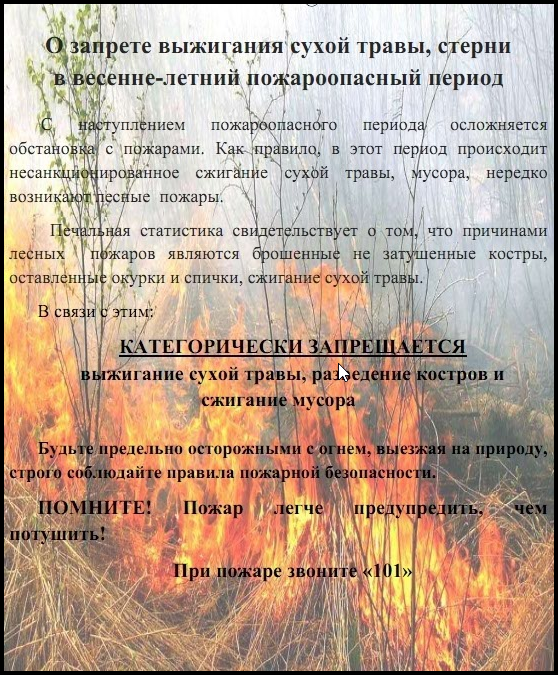 О запрете выжигания сухой травы, стерни
в весенне-летний пожароопасный период
С наступлением пожароопасного периода осложняется
обстановка с пожарами. Как правило, в этот период происходит
несанкционированное сжигание сухой травы, мусора, нередко
возникают лесные пожары.
Печальная статистика свидетельствует о том, что причинами
лесных пожаров являются брошенные не затушенные костры,
оставленные окурки и спички, сжигание сухой травы.
В связи с этим:
КАТЕГОРИЧЕСКИ ЗАПРЕЩАЕТСЯ
выжигание сухой травы, разведение костров и
сжигание мусора
Будьте предельно осторожными с огнем, выезжая на природу,
строго соблюдайте правила пожарной безопасности.
ПОМНИТЕ! Пожар легче предупредить, чем
потушить!
При пожаре звоните «101»